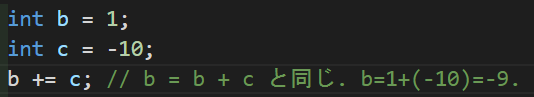 int b = 1;
int c = -10;
b += c; // b = b + c と同じ. b=1+(-10)=-9.